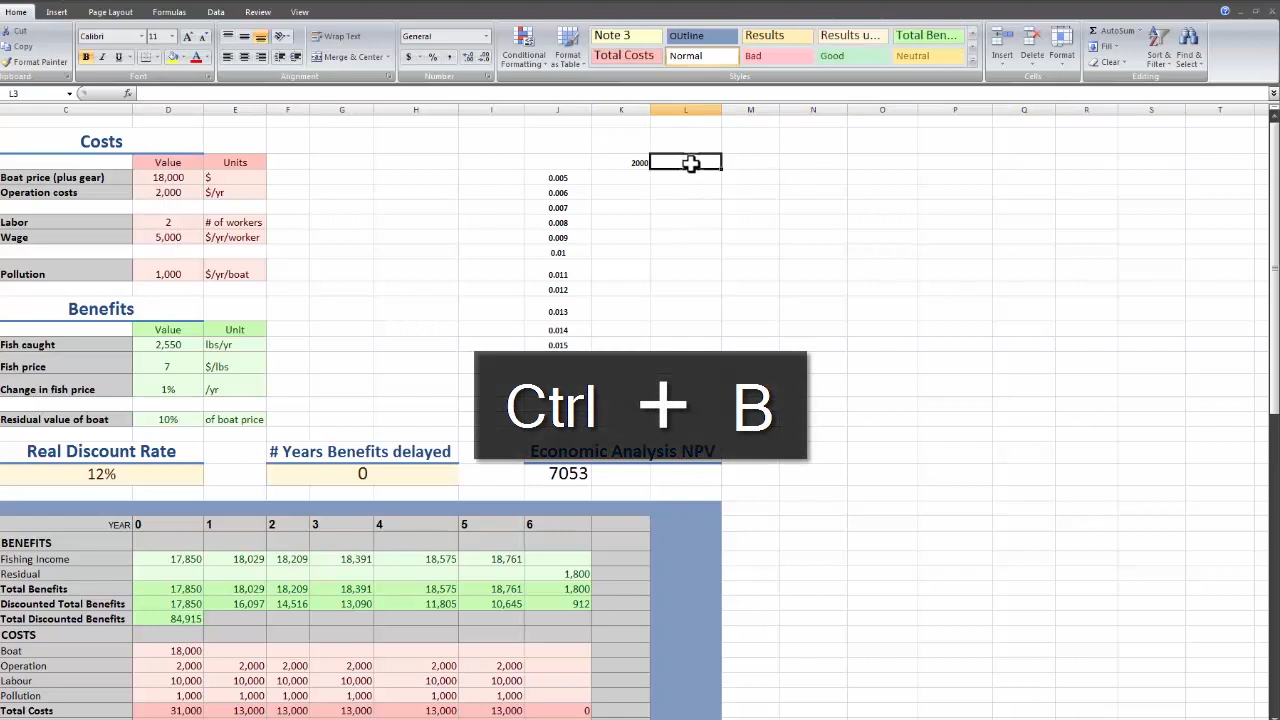 Home Insert Page Layout Formulas Data Review View
Cut Calibri 11 Wrap Text General Note 3 Outline Results Results u... Total Ben... AutoSum
Copy Fill
Format Painter B I U Merge Center % , Conditional Formatting Format as Table Total Costs Normal Bad Good Neutral Insert Delete Format Clear Sort & Filter Find & Select
Clipboard Font Alignment Number Styles Cells Editing
L3 fx
C D E F G H I J K L M N O P Q R S T
Costs
Value Units 2000
Boat price (plus gear) 18,000 $ 0.005
Operation costs 2,000 $/yr 0.006
0.007
Labor 2 # of workers 0.008
Wage 5,000 $/yr/worker 0.009
0.01
Pollution 1,000 $/yr/boat 0.011
0.012
Benefits 0.013
Value Unit 0.014
Fish caught 2,550 lbs/yr 0.015
Fish price 7 $/lbs
Change in fish price 1% /yr
Ctrl + B
Residual value of boat 10% of boat price
Real Discount Rate # Years Benefits delayed Economic Analysis NPV
12% 0 7053
YEAR 0 1 2 3 4 5 6
BENEFITS
Fishing Income 17,850 18,029 18,209 18,391 18,575 18,761
Residual 1,800
Total Benefits 17,850 18,029 18,209 18,391 18,575 18,761 1,800
Discounted Total Benefits 17,850 16,097 14,516 13,090 11,805 10,645 912
Total Discounted Benefits 84,915
COSTS
Boat 18,000
Operation 2,000 2,000 2,000 2,000 2,000 2,000
Labour 10,000 10,000 10,000 10,000 10,000 10,000
Pollution 1,000 1,000 1,000 1,000 1,000 1,000
Total Costs 31,000 13,000 13,000 13,000 13,000 13,000 0